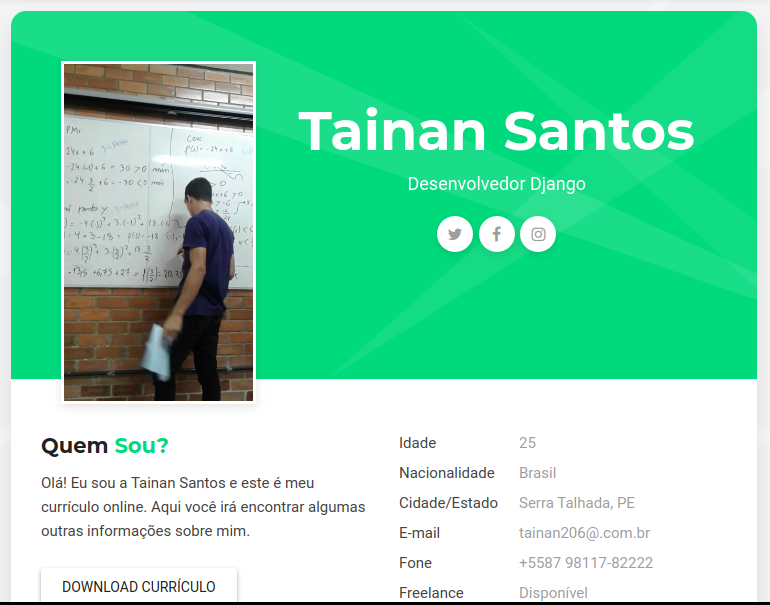 Tainan Santos
Desenvolvedor Django
Quem Sou?
Olá! Eu sou a Tainan Santos e este é meu
currículo online. Aqui você irá encontrar algumas
outras informações sobre mim.
DOWNLOAD CURRÍCULO
Idade 25
Nacionalidade Brasil
Cidade/Estado Serra Talhada, PE
E-mail tainan206@.com.br
Fone +5587 98117-82222
Freelance Disponível